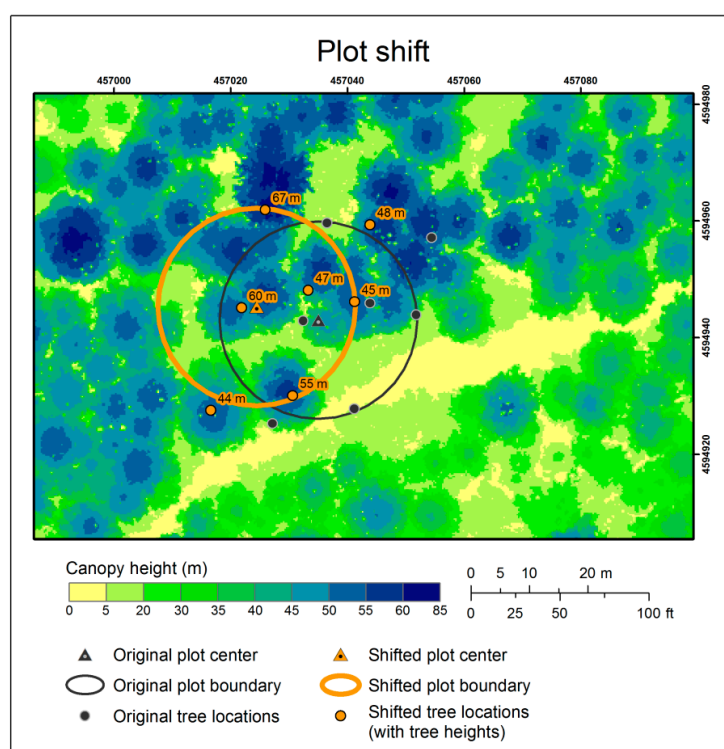 Plot shift
457000 457020 457040 457060 457080
4594980
67 m
48 m
4594960
47 m
60 m
45 m
4594940
55 m
44 m
4594920
Canopy height (m)
0 5 20 30 35 40 45 50 55 60 85
0 5 10 20 m
0 25 50 100 ft
Original plot center
Shifted plot center
Original plot boundary
Shifted plot boundary
Original tree locations
Shifted tree locations
(with tree heights)